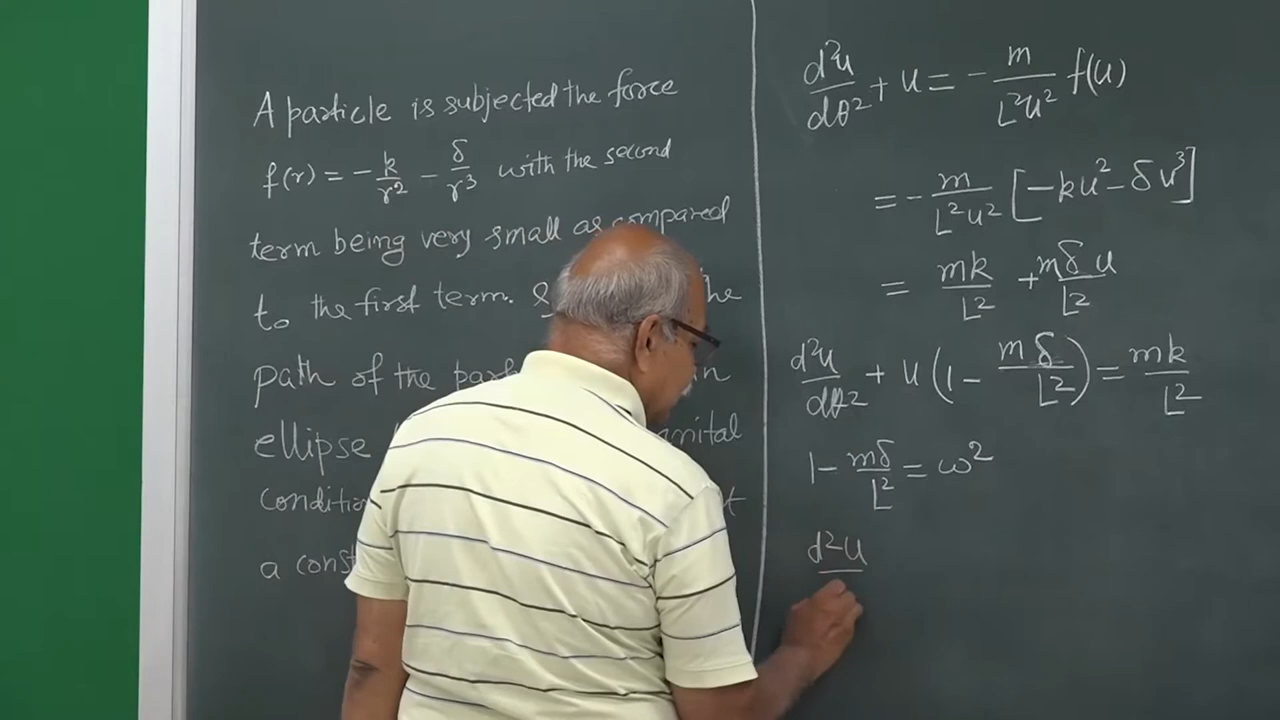 A particle is subjected the force
f(r) = -k/r² - δ/r³ with the second
term being very small as compared
to the first term.
path of the
ellipse
a
d²u/dθ² + u = -m/L²u² f(u)
= -m/L²u² [-ku² - δu³]
= mk/L² + mδu/L²
d²u/dθ² + u(1 - mδ/L²) = mk/L²
1 - mδ/L² = ω²
d²u